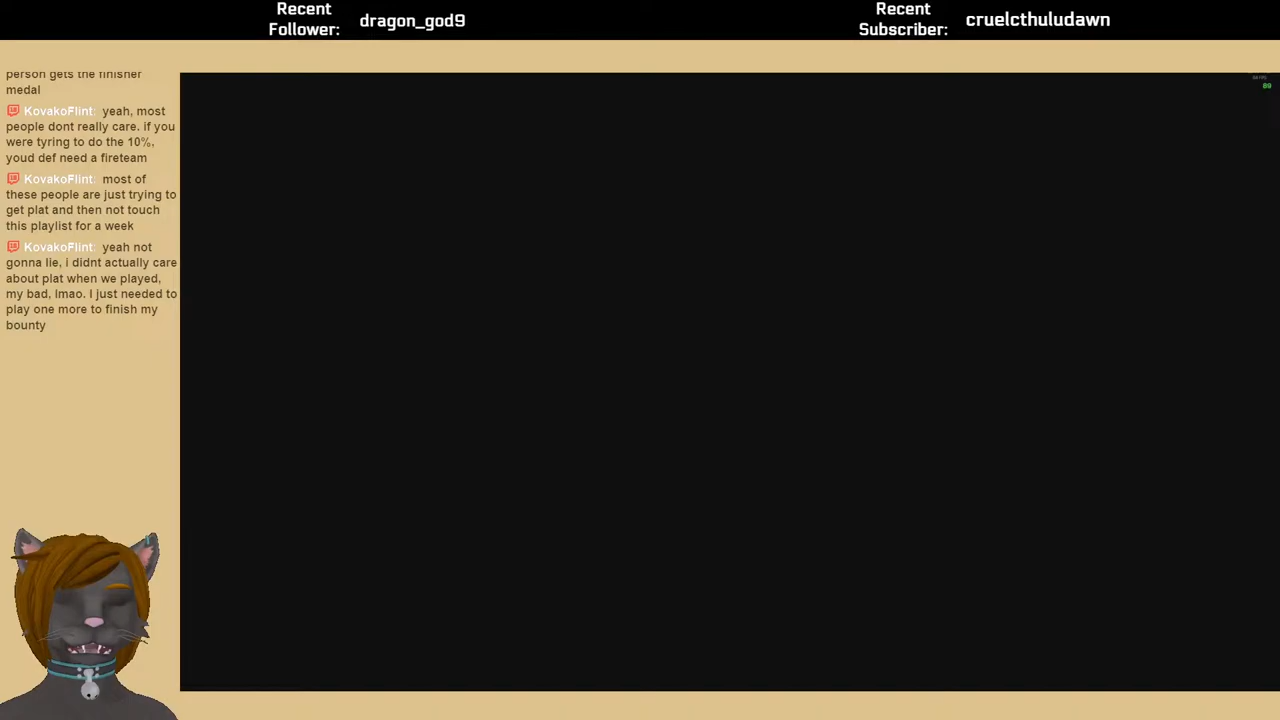 Recent
Follower:
dragon_god9
Recent
Subscriber:
cruelcthuludawn
person gets the finisher
medal
KovakoFlint: yeah, most
people dont really care. if you
were tyring to do the 10%,
youd def need a fireteam
KovakoFlint: most of
these people are just trying to
get plat and then not touch
this playlist for a week
KovakoFlint: yeah not
gonna lie, i didnt actually care
about plat when we played,
my bad, lmao. I just needed to
play one more to finish my
bounty